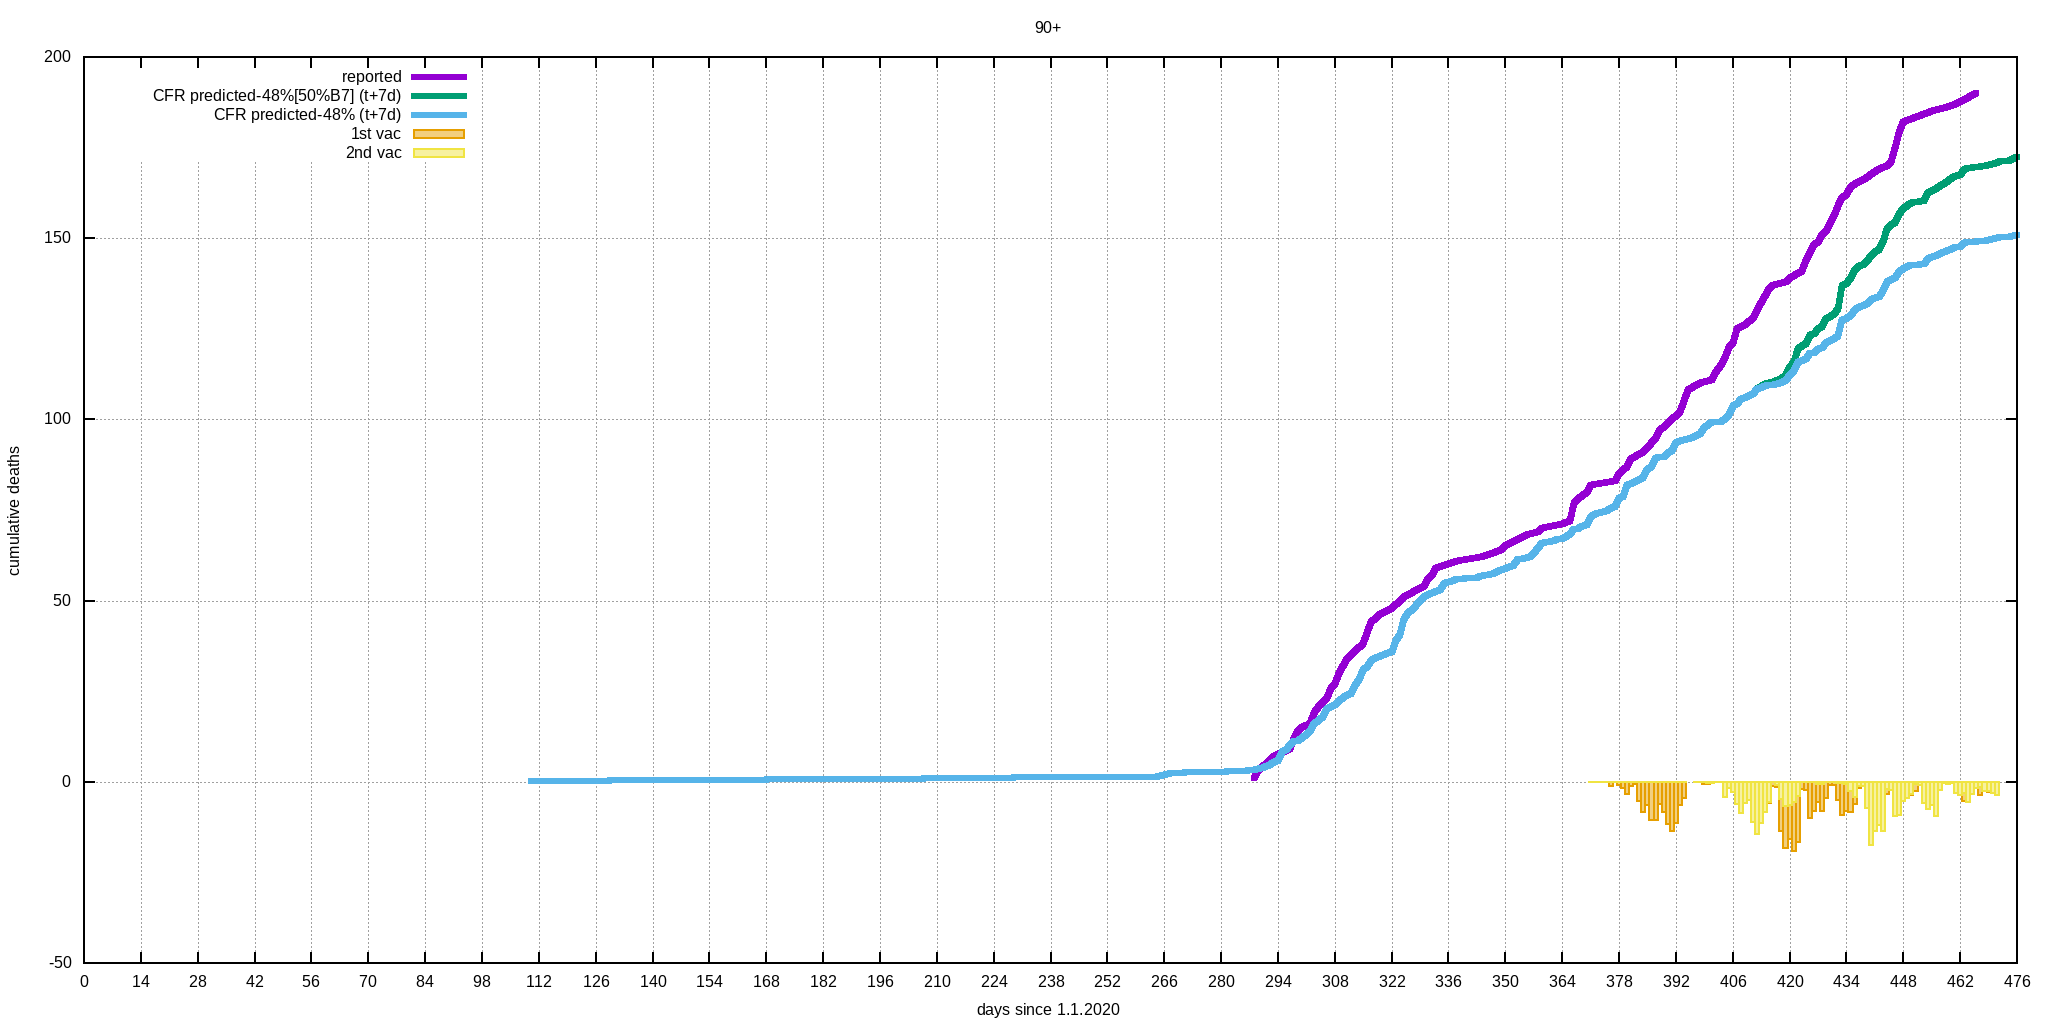 90+
200
150
100
50
0
-50
reported
CFR predicted-48%[50%B7] (t+7d)
CFR predicted-48% (t+7d)
1st vac
2nd vac
cumulative deaths
0 14 28 42 56 70 84 98 112 126 140 154 168 182 196 210 224 238 252 266 280 294 308 322 336 350 364 378 392 406 420 434 448 462 476
days since 1.1.2020